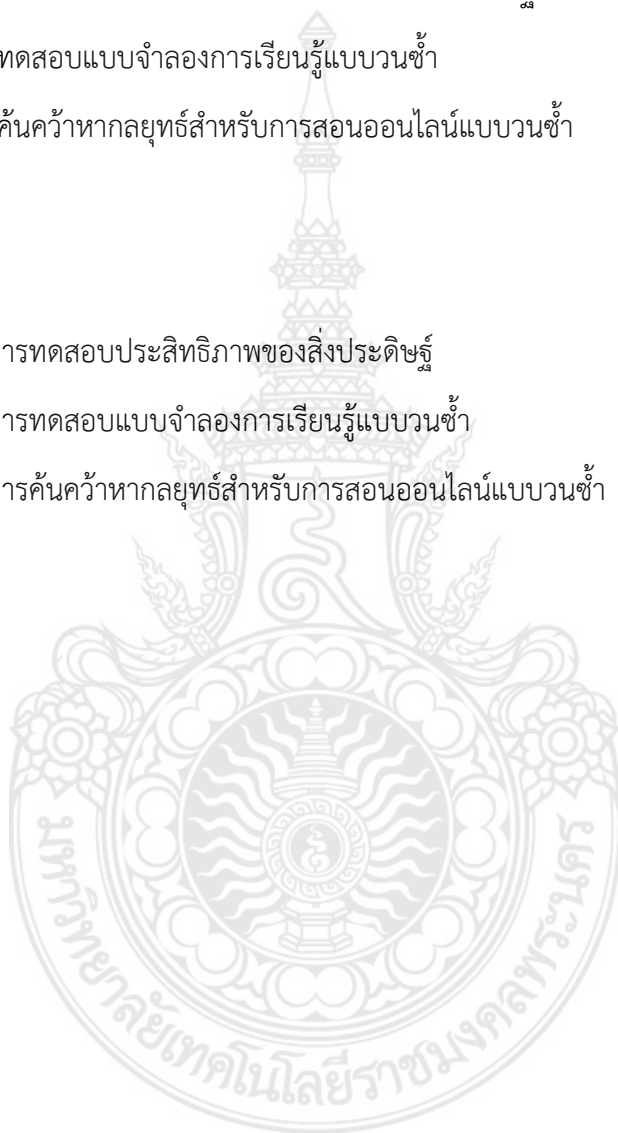 ทดสอบแบบจำลองการเรียนรู้แบบวนซ้ำ
ค้นคว้าหากลยุทธ์สำหรับการสอนออนไลน์แบบวนซ้ำ
ารทดสอบประสิทธิภาพของสิ่งประดิษฐ์
ารทดสอบแบบจำลองการเรียนรู้แบบวนซ้ำ
ารค้นคว้าหากลยุทธ์สำหรับการสอนออนไลน์แบบวนซ้ำ
มหาวิทยาลัยเทคโนโลยีราชมงคลพระนคร